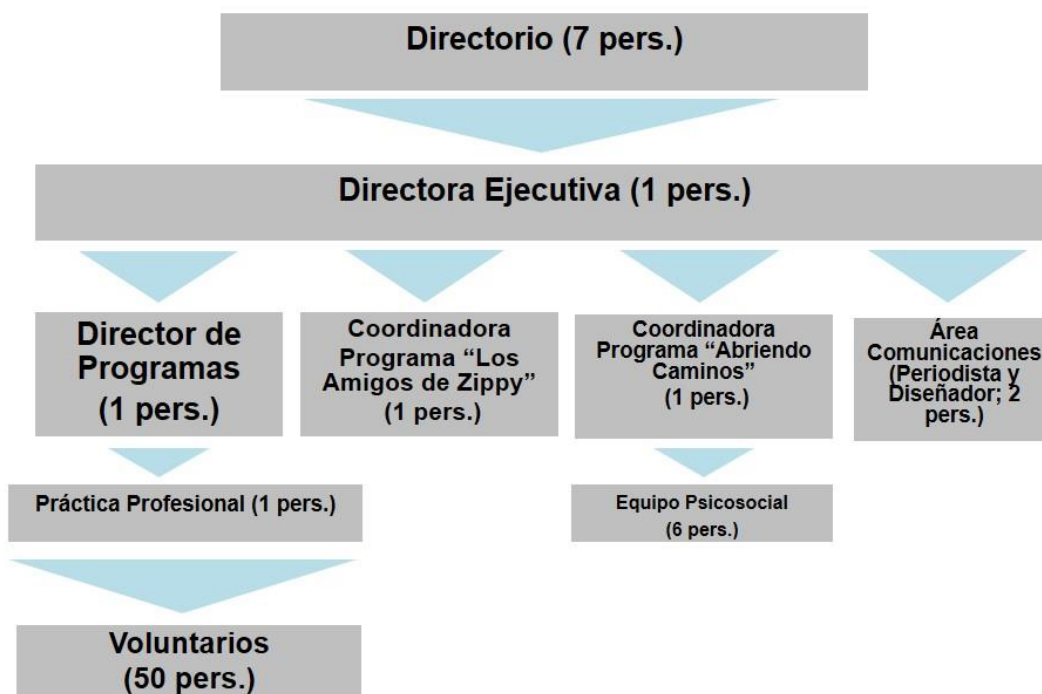 Directorio (7 pers.)
Directora Ejecutiva (1 pers.)
Director de
Programas
(1 pers.)
Coordinadora
Programa “Los
Amigos de Zippy”
(1 pers.)
Coordinadora
Programa “Abriendo
Caminos”
(1 pers.)
Área
Comunicaciones
(Periodista y
Diseñador; 2
pers.)
Práctica Profesional (1 pers.)
Equipo Psicosocial
(6 pers.)
Voluntarios
(50 pers.)